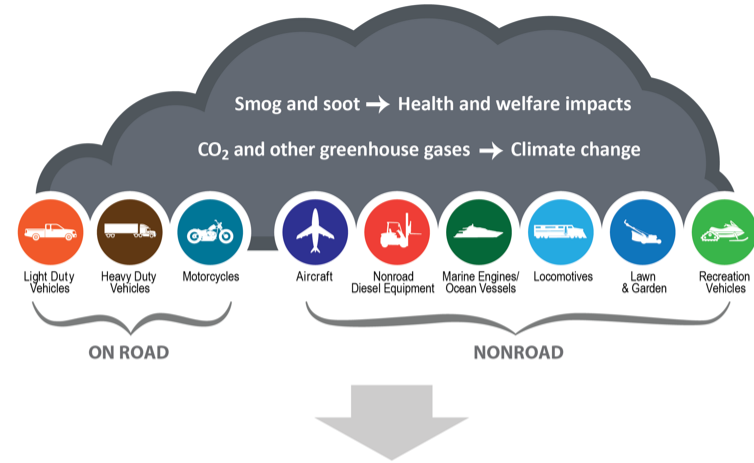 Smog and soot → Health and welfare impacts
CO₂ and other greenhouse gases → Climate change
Light Duty
Vehicles
Heavy Duty
Vehicles
Motorcycles
Aircraft
Nonroad
Diesel Equipment
Marine Engines/
Ocean Vessels
Locomotives
Lawn
& Garden
Recreation
Vehicles
ON ROAD
NONROAD